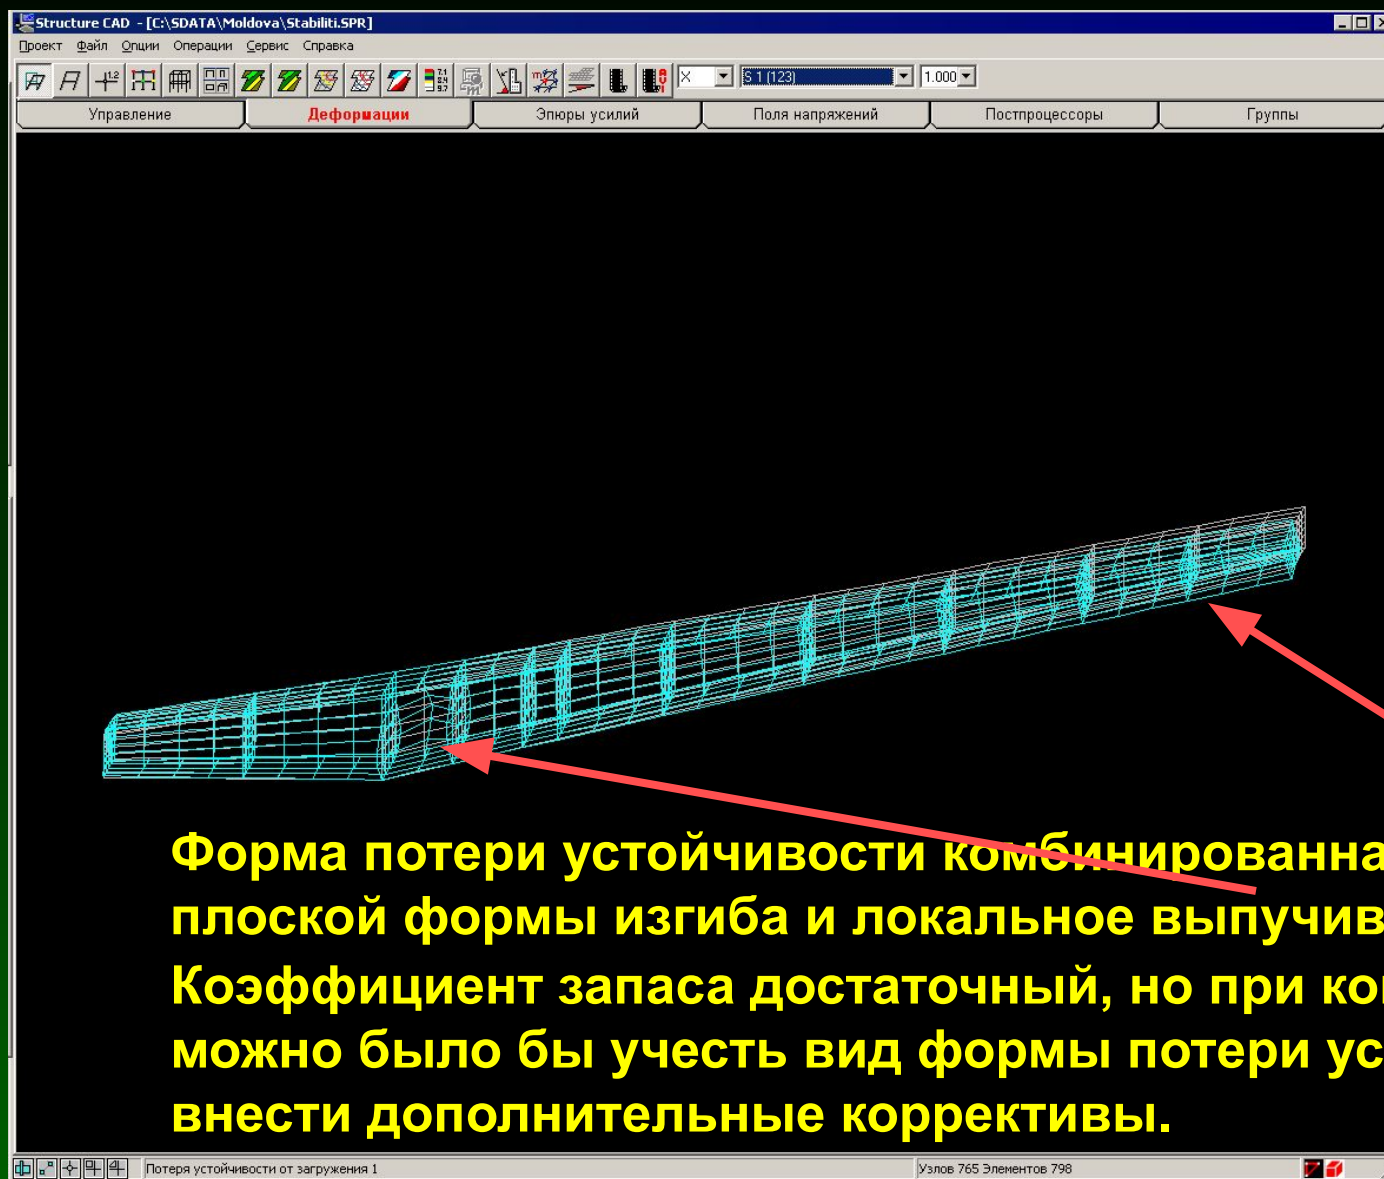 Structure CAD - [C:\SDATA\Moldova\Stabiliti.SPR]
Проект Файл Опции Операции Сервис Справка
X S 1 (123) 1.000
Управление Деформации Эпюры усилий Поля напряжений Постпроцессоры Группы
Форма потери устойчивости комбинированна
плоской формы изгиба и локальное выпучив
Коэффициент запаса достаточный, но при ко
можно было бы учесть вид формы потери ус
внести дополнительные коррективы.
Потеря устойчивости от загружения 1 Узлов 765 Элементов 798